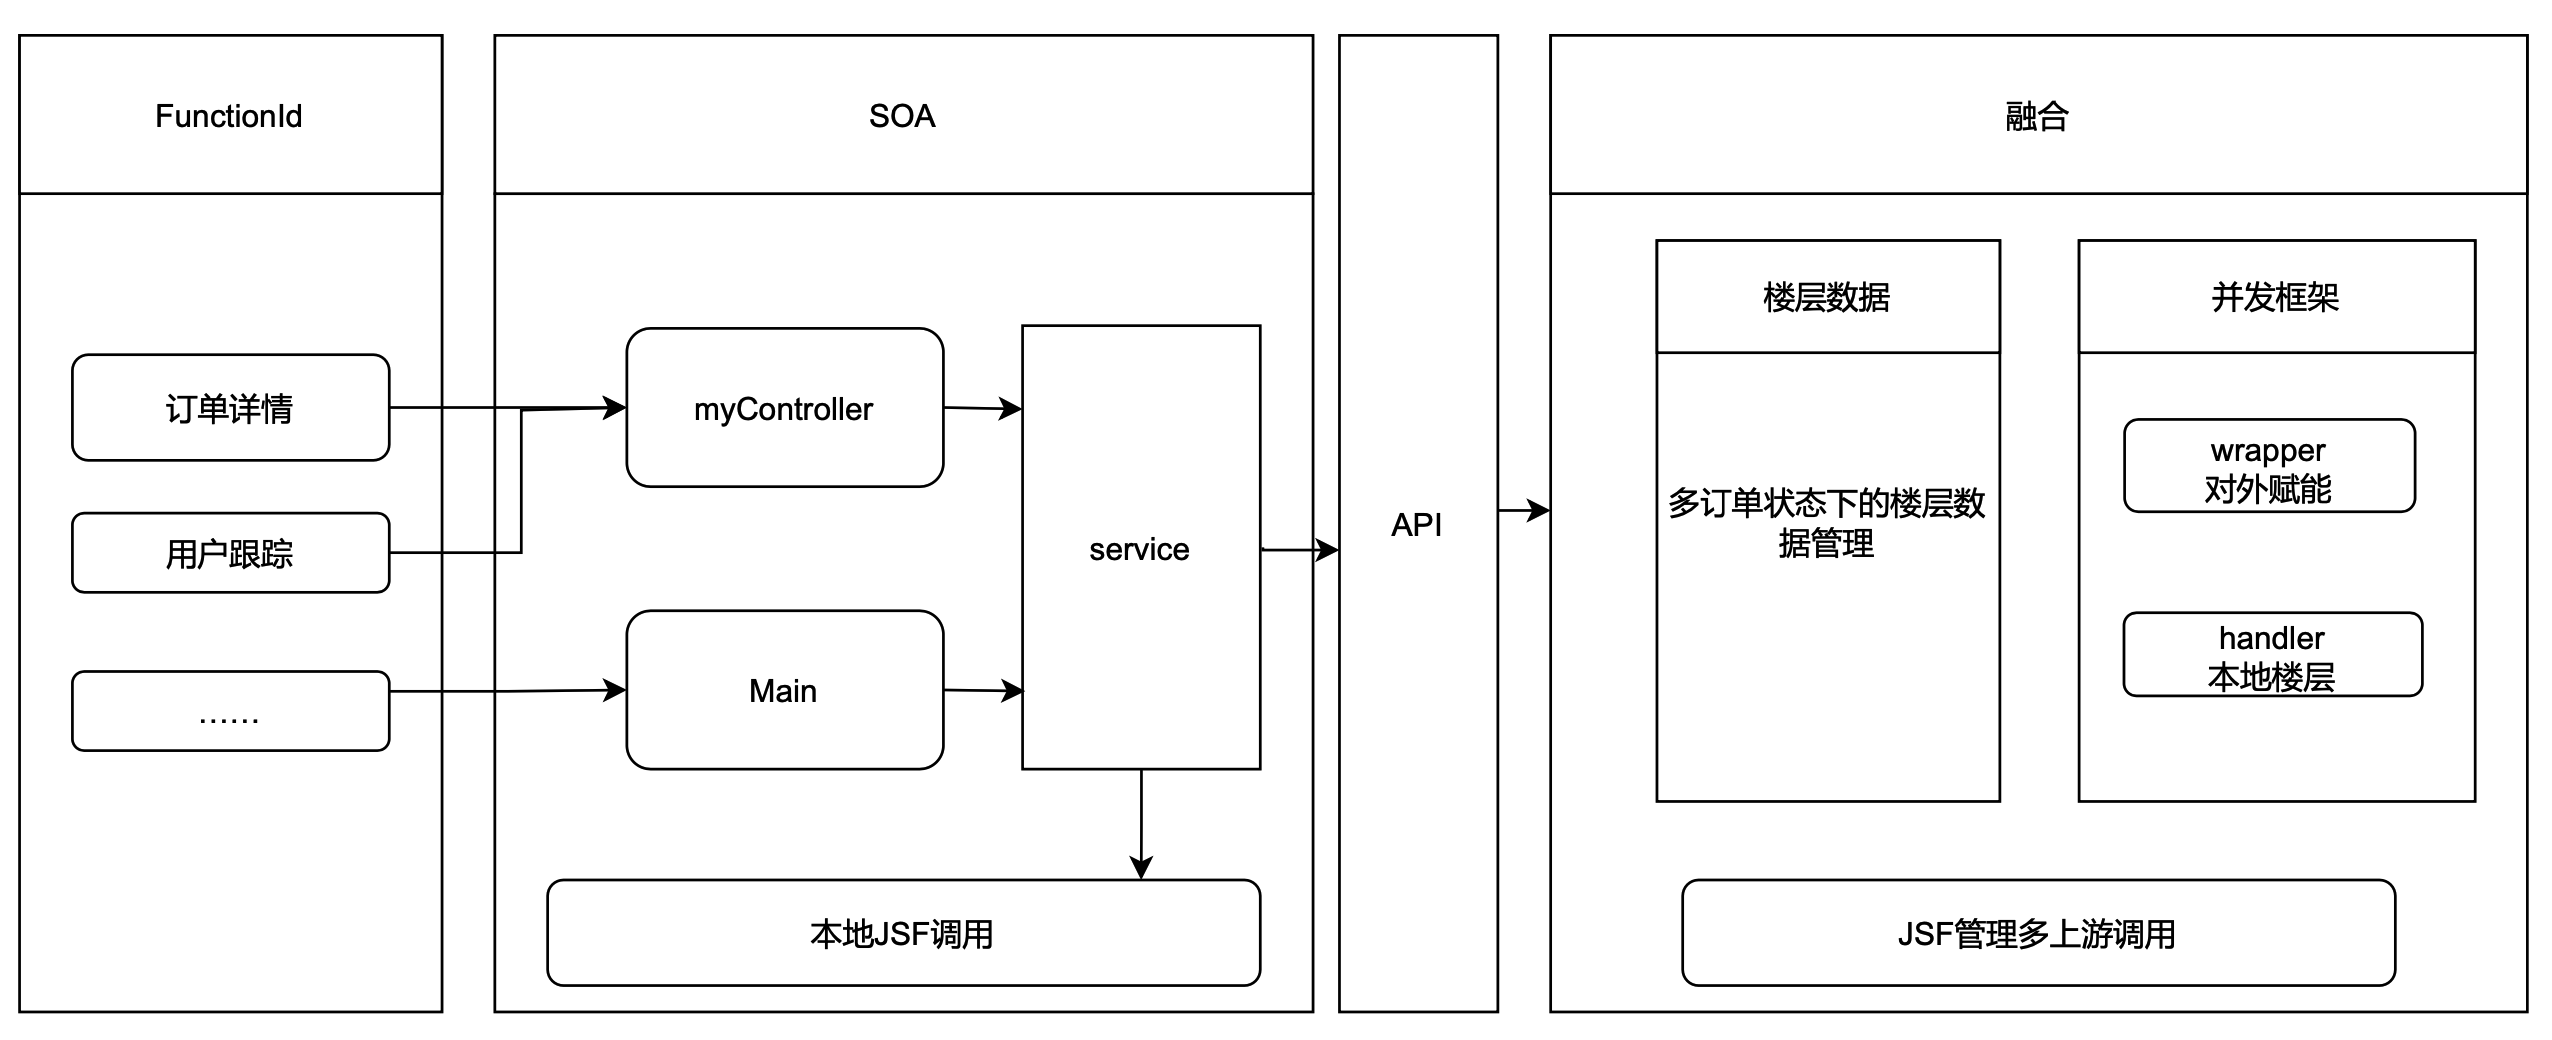 FunctionId
SOA
融合
订单详情
用户跟踪
......
myController
Main
service
本地JSF调用
API
楼层数据
多订单状态下的楼层数
据管理
并发框架
wrapper
对外赋能
handler
本地楼层
JSF管理多上游调用